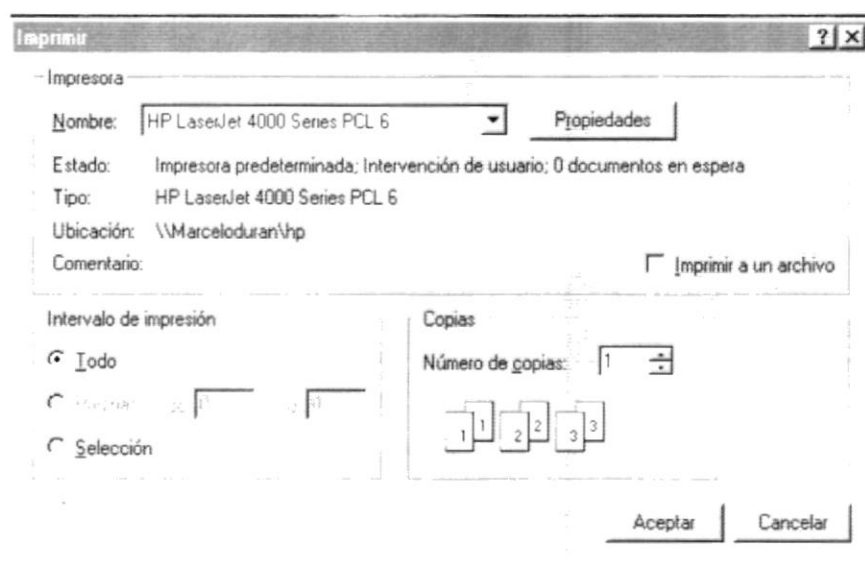 Imprimir
Impresora
Nombre: HP LaserJet 4000 Series PCL 6 Propiedades
Estado: Impresora predeterminada; Intervención de usuario; 0 documentos en espera
Tipo: HP LaserJet 4000 Series PCL 6
Ubicación: \\Marceloduran\hp
Comentario: Imprimir a un archivo
Intervalo de impresión Copias
Todo Número de copias: 1
1 1 2 2 3 3
Selección
Aceptar Cancelar